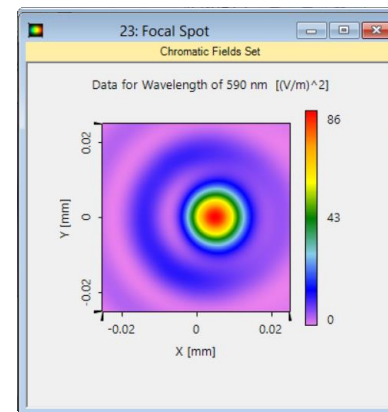 23: Focal Spot
Chromatic Fields Set
Data for Wavelength of 590 nm [(V/m)^2]
86
43
0
0.02
0
-0.02
Y [mm]
-0.02
0
0.02
X [mm]